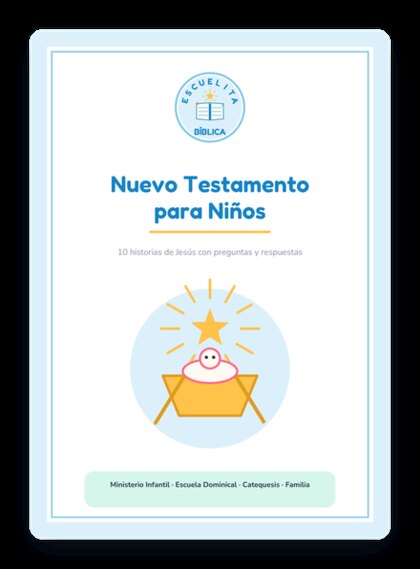 ESCUELITA
BÍBLICA
Nuevo Testamento
para Niños
10 historias de Jesús con preguntas y respuestas
Ministerio Infantil · Escuela Dominical · Catequesis · Familia